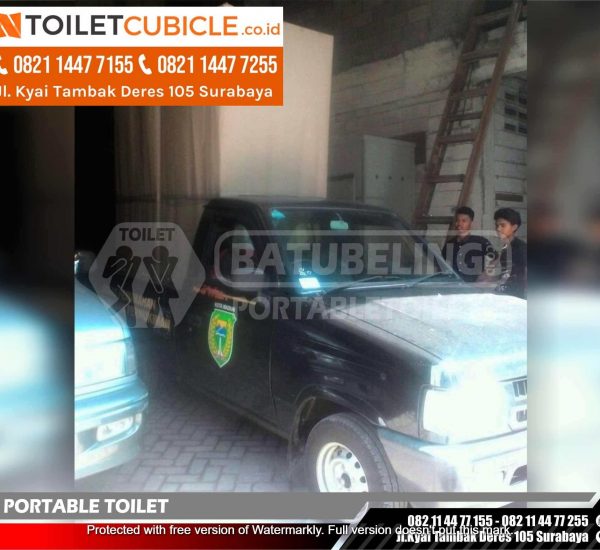 TOILETCUBICLE.co.id
0821 1447 7155 0821 1447 7255
Jl. Kyai Tambak Deres 105 Surabaya
TOILET
BATUBELING
PORTABLETOILET
PORTABLE TOILET
082 11 44 77 155 - 082 11 44 77 255
Jl.Kyai Tambak Deres 105 Surabaya
Protected with free version of Watermarkly. Full version doesn't put this mark.